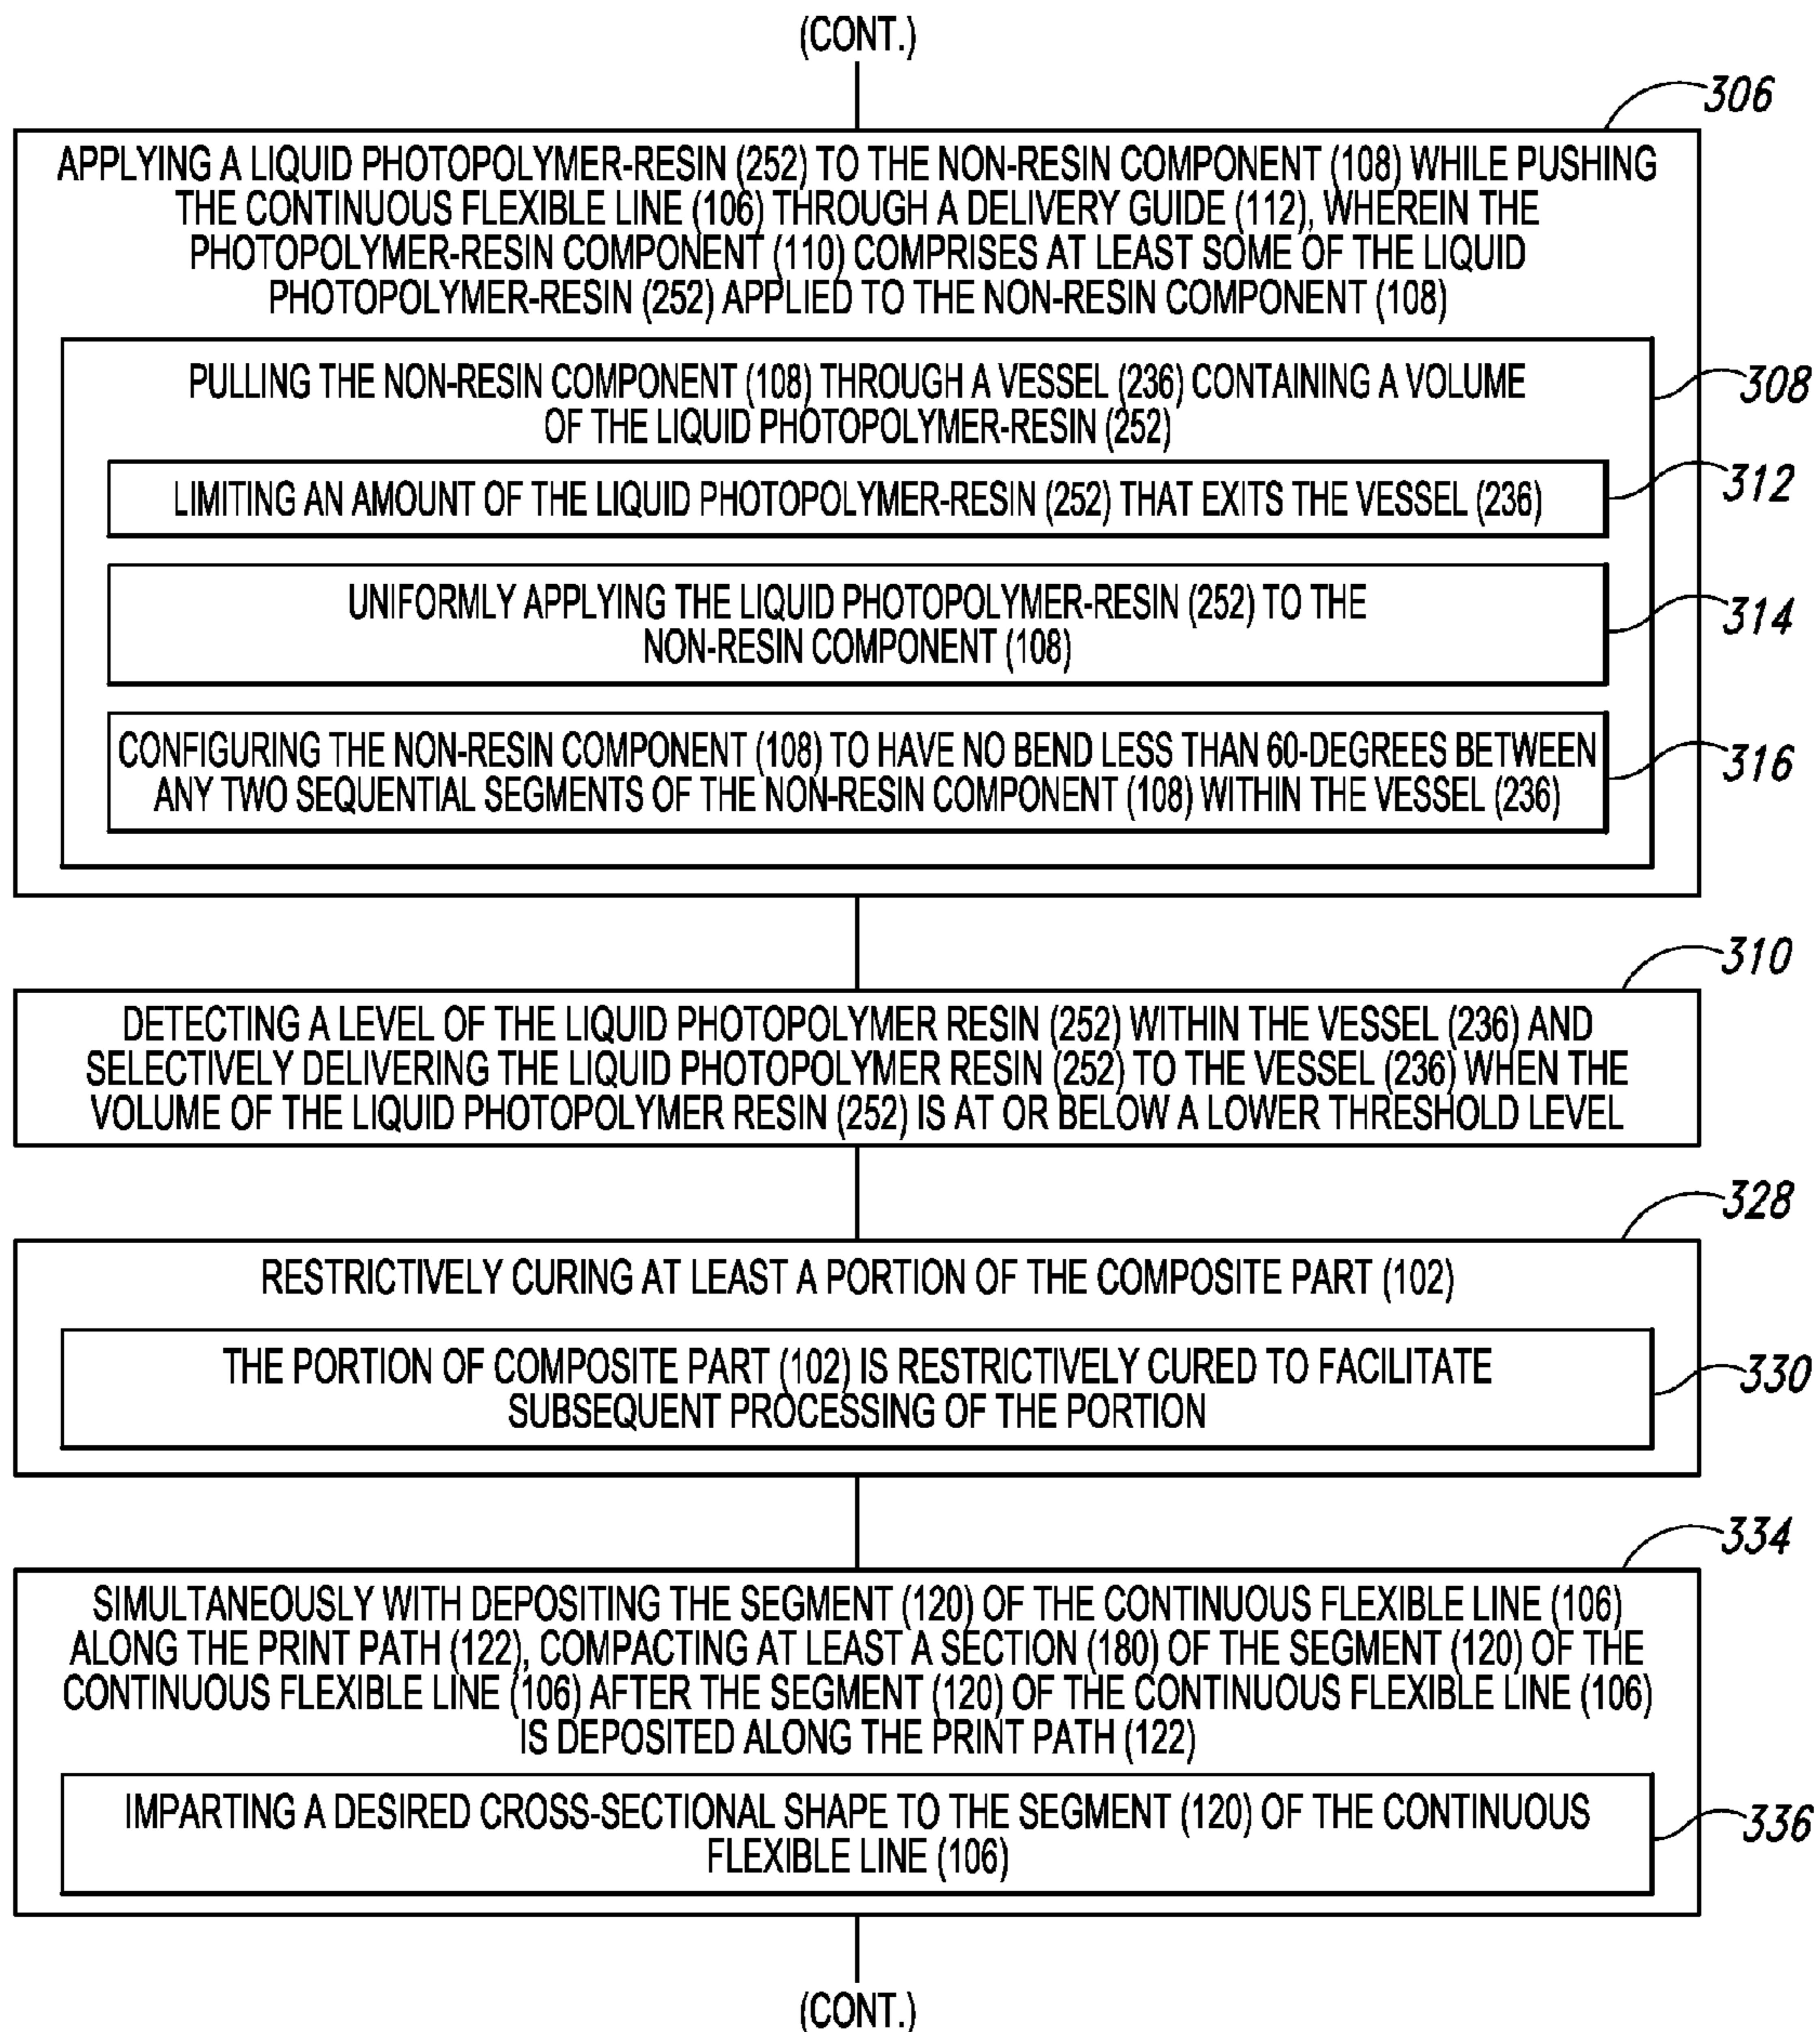 (CONT.)
306
APPLYING A LIQUID PHOTOPOLYMER-RESIN (252) TO THE NON-RESIN COMPONENT (108) WHILE PUSHING
THE CONTINUOUS FLEXIBLE LINE (106) THROUGH A DELIVERY GUIDE (112), WHEREIN THE
PHOTOPOLYMER-RESIN COMPONENT (110) COMPRISES AT LEAST SOME OF THE LIQUID
PHOTOPOLYMER-RESIN (252) APPLIED TO THE NON-RESIN COMPONENT (108)
308
PULLING THE NON-RESIN COMPONENT (108) THROUGH A VESSEL (236) CONTAINING A VOLUME
OF THE LIQUID PHOTOPOLYMER-RESIN (252)
312
LIMITING AN AMOUNT OF THE LIQUID PHOTOPOLYMER-RESIN (252) THAT EXITS THE VESSEL (236)
314
UNIFORMLY APPLYING THE LIQUID PHOTOPOLYMER-RESIN (252) TO THE
NON-RESIN COMPONENT (108)
316
CONFIGURING THE NON-RESIN COMPONENT (108) TO HAVE NO BEND LESS THAN 60-DEGREES BETWEEN
ANY TWO SEQUENTIAL SEGMENTS OF THE NON-RESIN COMPONENT (108) WITHIN THE VESSEL (236)
310
DETECTING A LEVEL OF THE LIQUID PHOTOPOLYMER RESIN (252) WITHIN THE VESSEL (236) AND
SELECTIVELY DELIVERING THE LIQUID PHOTOPOLYMER RESIN (252) TO THE VESSEL (236) WHEN THE
VOLUME OF THE LIQUID PHOTOPOLYMER RESIN (252) IS AT OR BELOW A LOWER THRESHOLD LEVEL
328
RESTRICTIVELY CURING AT LEAST A PORTION OF THE COMPOSITE PART (102)
330
THE PORTION OF COMPOSITE PART (102) IS RESTRICTIVELY CURED TO FACILITATE
SUBSEQUENT PROCESSING OF THE PORTION
334
SIMULTANEOUSLY WITH DEPOSITING THE SEGMENT (120) OF THE CONTINUOUS FLEXIBLE LINE (106)
ALONG THE PRINT PATH (122), COMPACTING AT LEAST A SECTION (180) OF THE SEGMENT (120) OF THE
CONTINUOUS FLEXIBLE LINE (106) AFTER THE SEGMENT (120) OF THE CONTINUOUS FLEXIBLE LINE (106)
IS DEPOSITED ALONG THE PRINT PATH (122)
336
IMPARTING A DESIRED CROSS-SECTIONAL SHAPE TO THE SEGMENT (120) OF THE CONTINUOUS
FLEXIBLE LINE (106)
(CONT.)